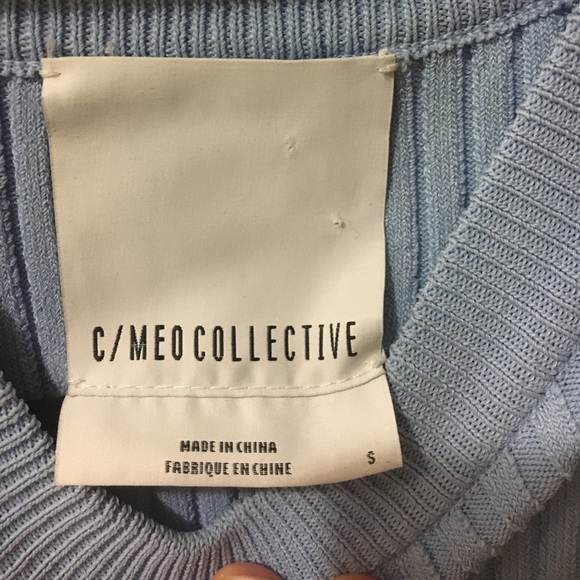 C/MEO COLLECTIVE
MADE IN CHINA
FABRIQUE EN CHINE
S